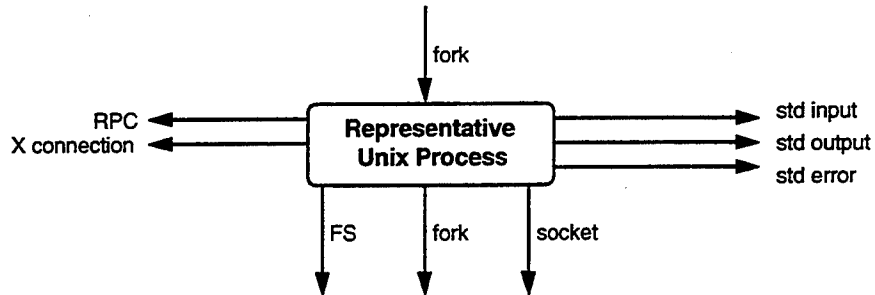 fork
RPC
X connection
Representative
Unix Process
std input
std output
std error
FS
fork
socket